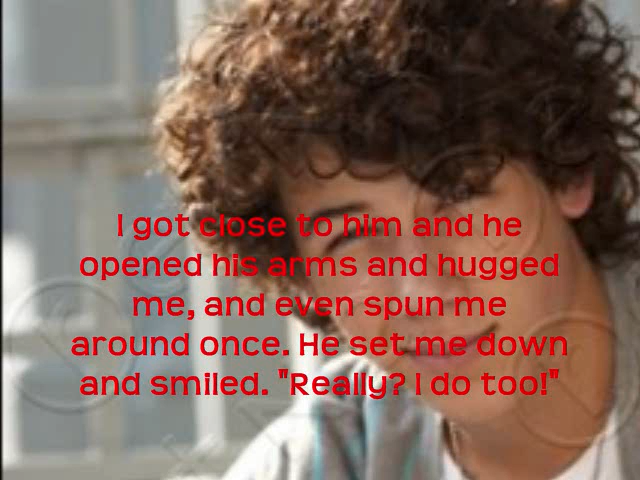 I got close to him and he
opened his arms and hugged
me, and even spun me
around once. He set me down
and smiled. "Really? I do too!"